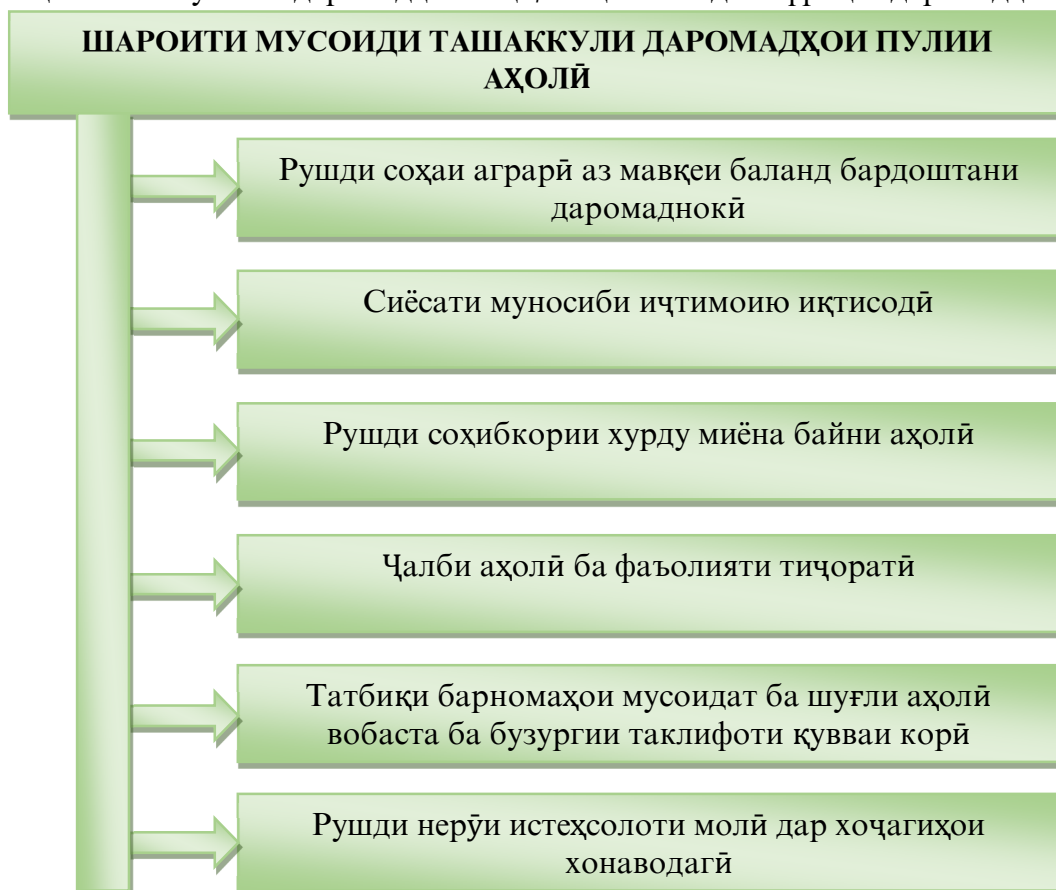 ШАРОИТИ МУСОИДИ ТАШАККУЛИ ДАРОМАДҲОИ ПУЛИИ
АҲОЛӢ
Рушди соҳаи аграрӣ аз мавқеи баланд бардоштани
даромаднокӣ
Сиёсати муносиби иҷтимоию иқтисодӣ
Рушди соҳибкории хурду миёна байни аҳолӣ
Ҷалби аҳолӣ ба фаъолияти тиҷоратӣ
Татбиқи барномаҳои мусоидат ба шуғли аҳолӣ
вобаста ба бузургии таклифоти қувваи корӣ
Рушди нерӯи истеҳсолоти молӣ дар хоҷагиҳои
хонаводагӣ